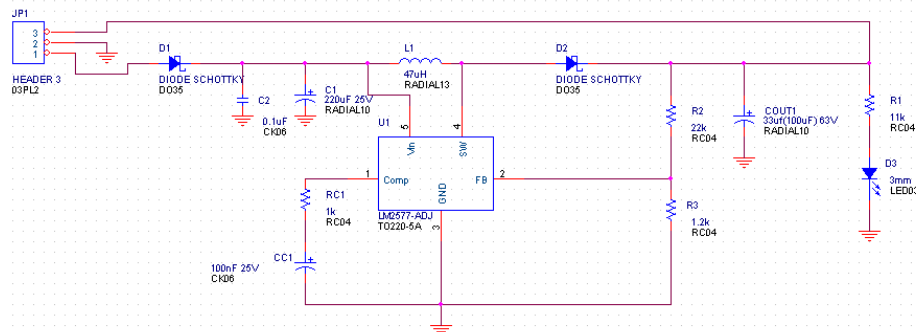 JP1
3
2
1
HEADER 3
03PL2
D1
DIODE SCHOTTKY
DO35
C2
0.1uF
CK06
C1
220uF 25V
RADIAL10
L1
47uH
RADIAL13
D2
DIODE SCHOTTKY
DO35
U1
5
4
Vin
SW
1
Comp
FB
2
GND
3
LM2577-ADJ
TO220-5A
RC1
1k
RC04
CC1
100nF 25V
CK06
R2
22k
RC04
R3
1.2k
RC04
COUT1
33uf(100uF) 63V
RADIAL10
R1
11k
RC04
D3
3mm
LED03